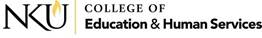 NKU
COLLEGE OF
Education & Human Services